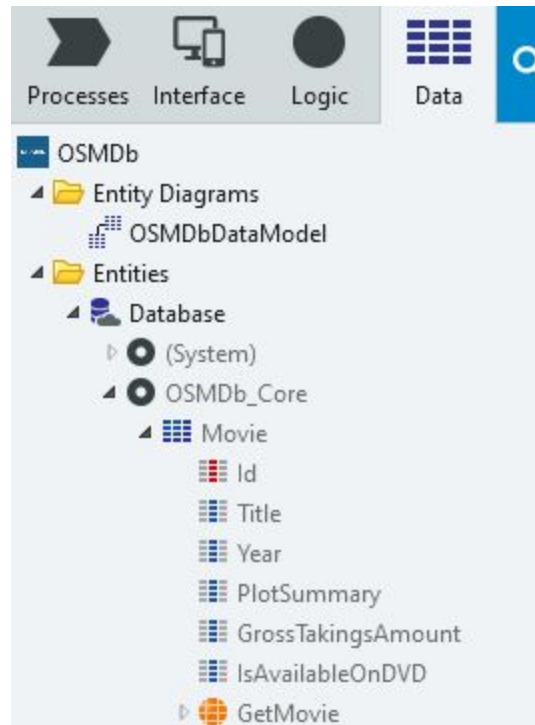 Processes Interface Logic Data
OSMDb
Entity Diagrams
OSMDbDataModel
Entities
Database
(System)
OSMDb_Core
Movie
Id
Title
Year
PlotSummary
GrossTakingsAmount
IsAvailableOnDVD
GetMovie